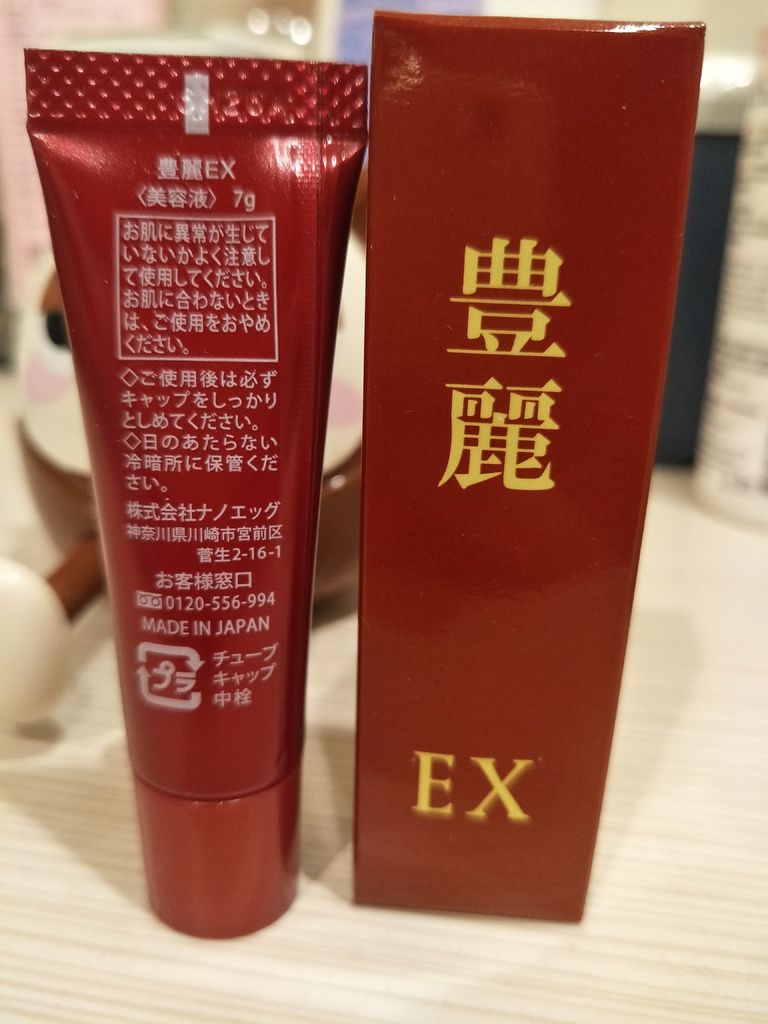 豊麗EX
〈美容液〉 7g
お肌に異常が生じて
いないかよく注意し
て使用してください。
お肌に合わないとき
は、ご使用をおやめ
ください。
◇ご使用後は必ず
キャップをしっかり
としめてください。
◇日のあたらない
冷暗所に保管くだ
さい。
株式会社ナノエッグ
神奈川県川崎市宮前区
菅生2-16-1
お客様窓口
0120-556-994
MADE IN JAPAN
プラ
チューブ
キャップ
中栓
豊麗
EX